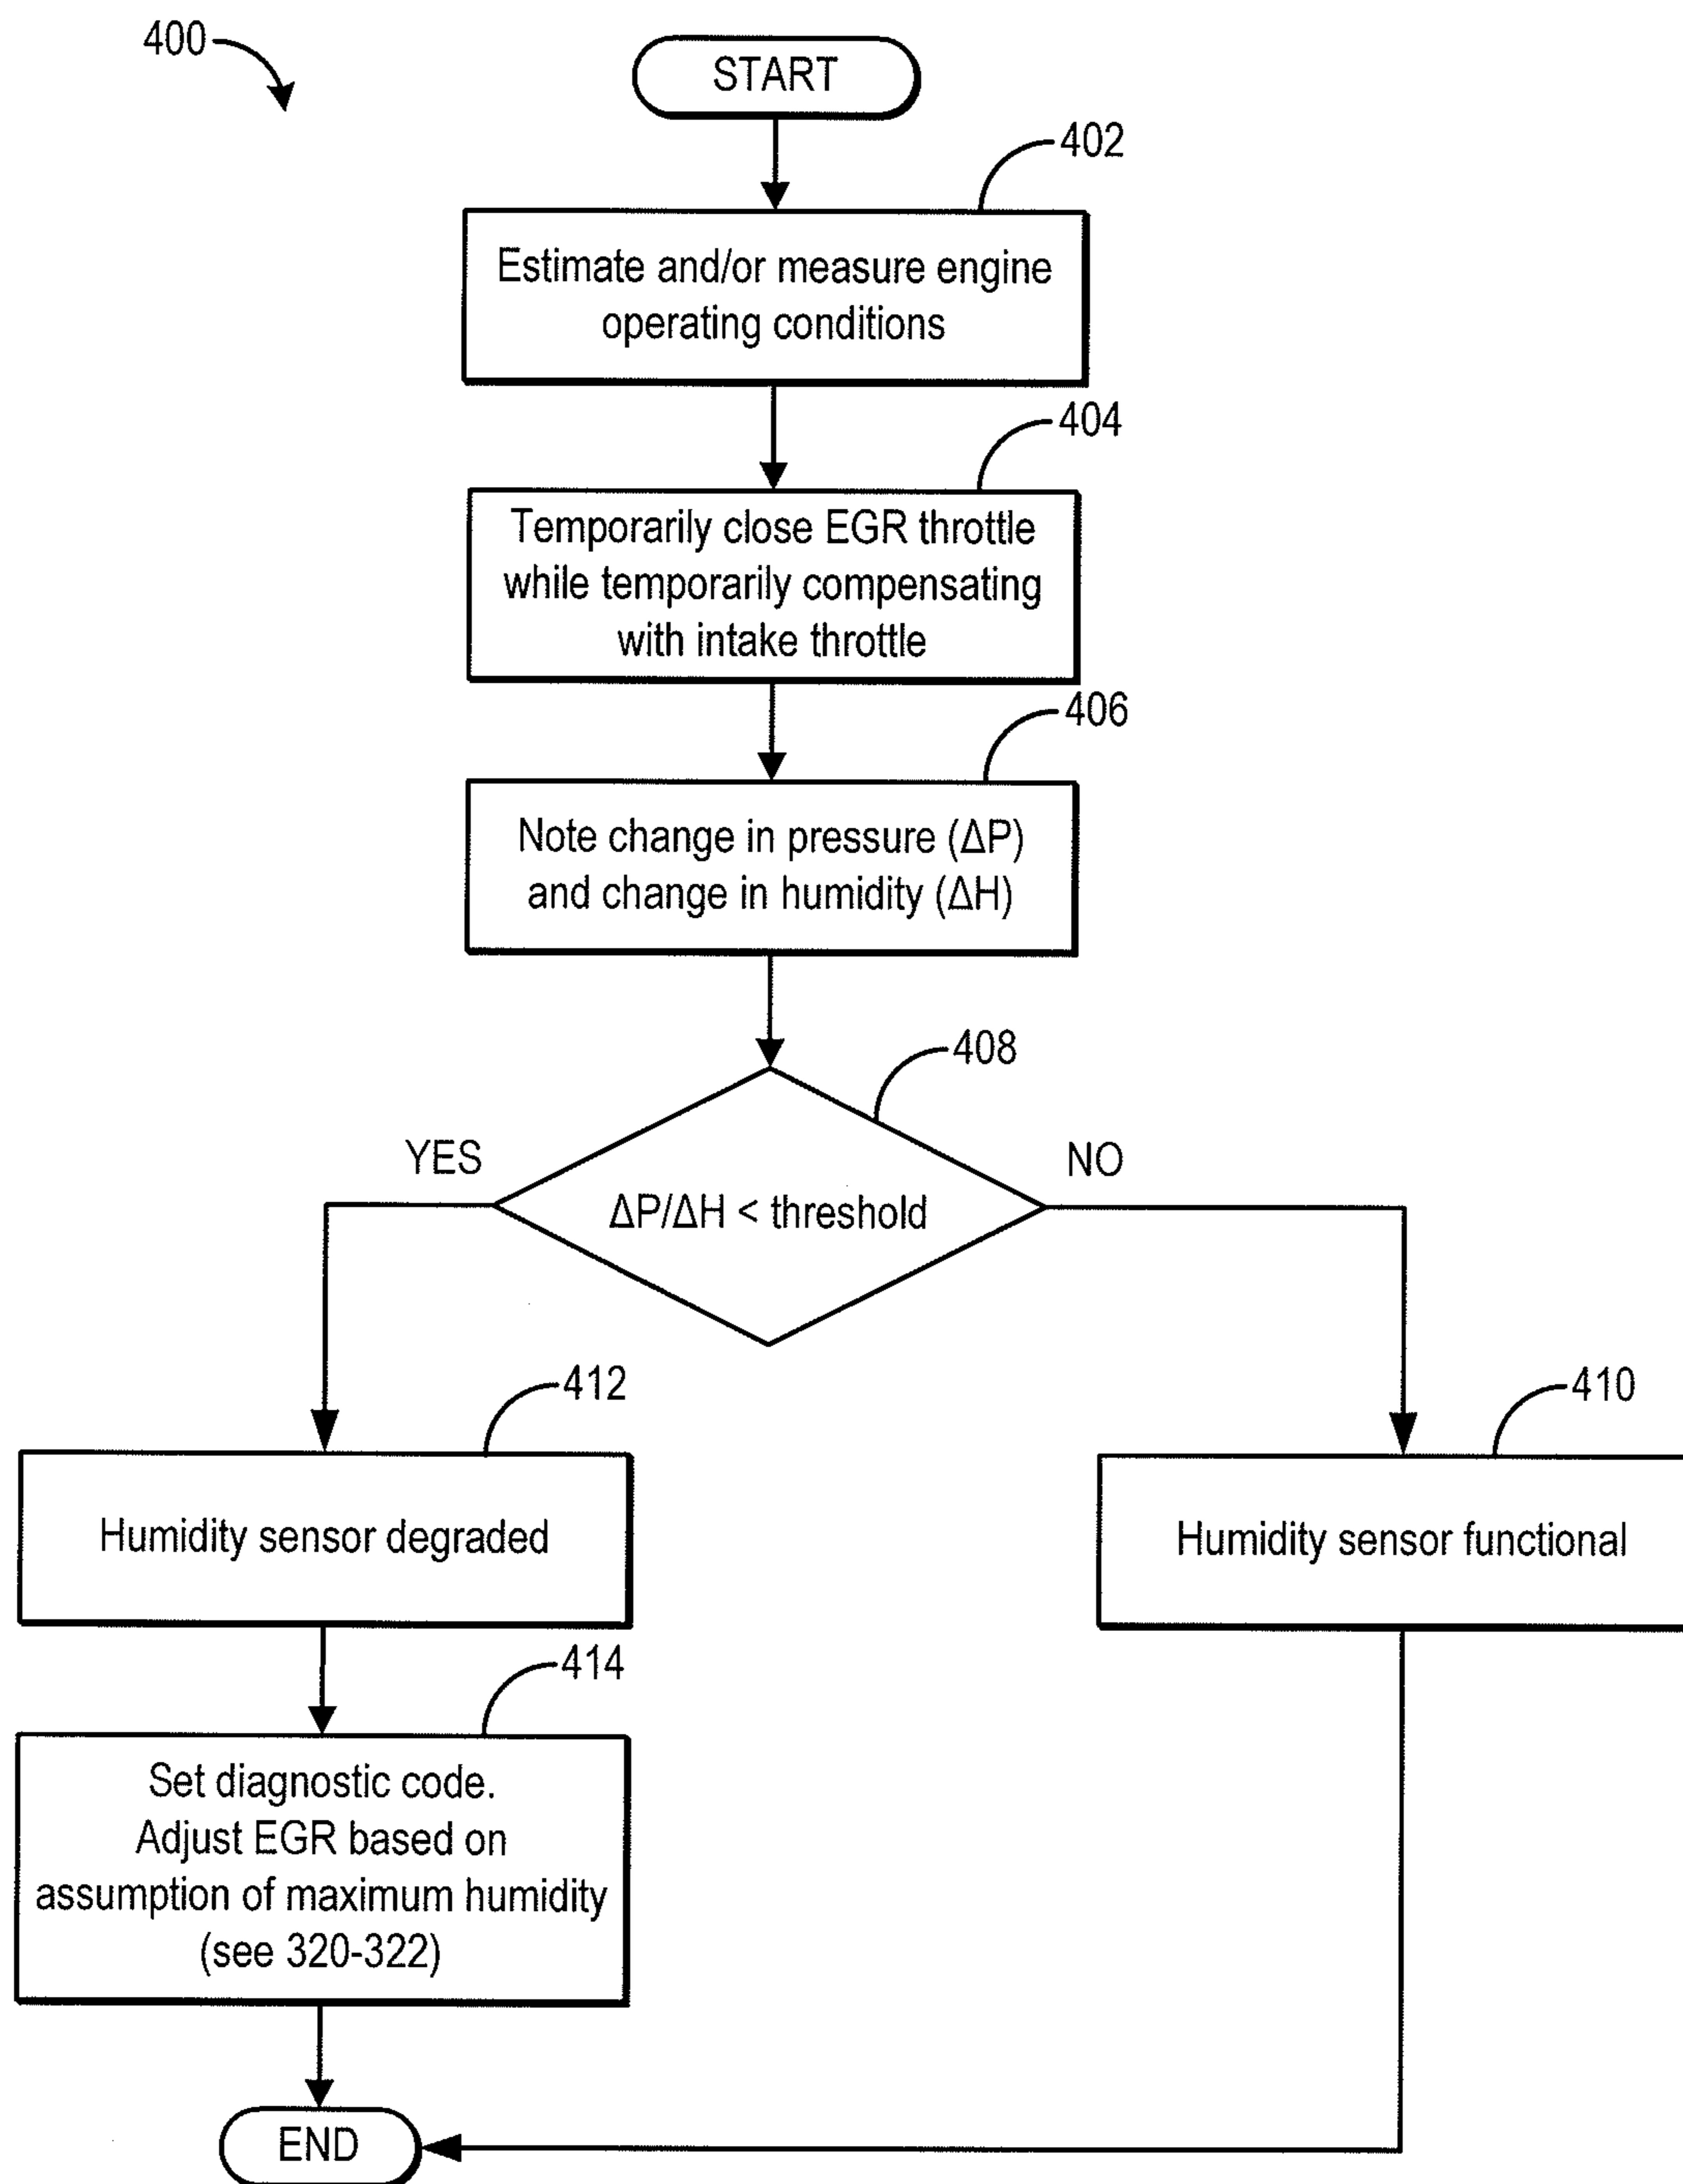 400
START
402
Estimate and/or measure engine
operating conditions
404
Temporarily close EGR throttle
while temporarily compensating
with intake throttle
406
Note change in pressure (ΔP)
and change in humidity (ΔH)
408
YES
NO
ΔP/ΔH < threshold
412
410
Humidity sensor degraded
Humidity sensor functional
414
Set diagnostic code.
Adjust EGR based on
assumption of maximum humidity
(see 320-322)
END